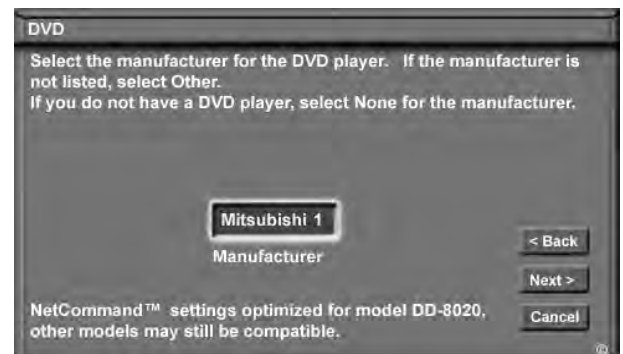 DVD
Select the manufacturer for the DVD player. If the manufacturer is
not listed, select Other.
If you do not have a DVD player, select None for the manufacturer.
Mitsubishi 1
Manufacturer
< Back
Next >
NetCommand™ settings optimized for model DD-8020,
other models may still be compatible.
Cancel
©